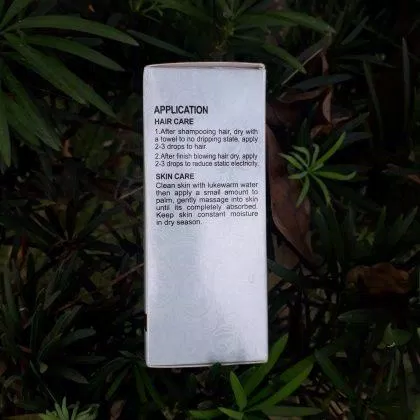 APPLICATION
HAIR CARE
1.After shampooing hair, dry with
a towel to no dripping state, apply
2-3 drops to hair.
2.After finish blowing hair dry, apply
2-3 drops to reduce static electricity.
SKIN CARE
Clean skin with lukewarm water
then apply a small amount to
palm, gently massage into skin
until its completely absorbed.
Keep skin constant moisture
in dry season.